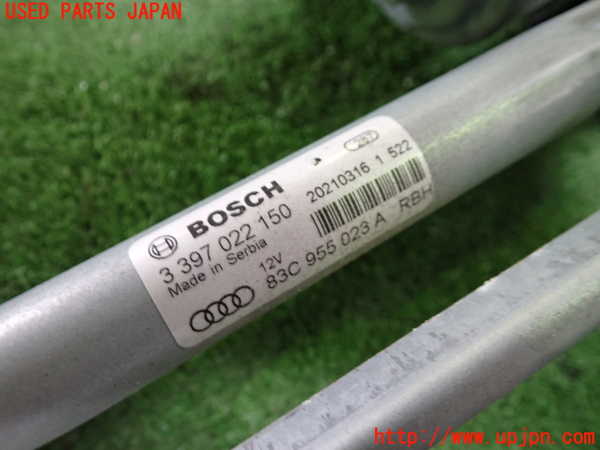 USED PARTS JAPAN
287
BOSCH
20210316 1 522
3 397 022 150
Made in Serbia
12V
83C 955 023 A RBH
http://www.upjpn.com